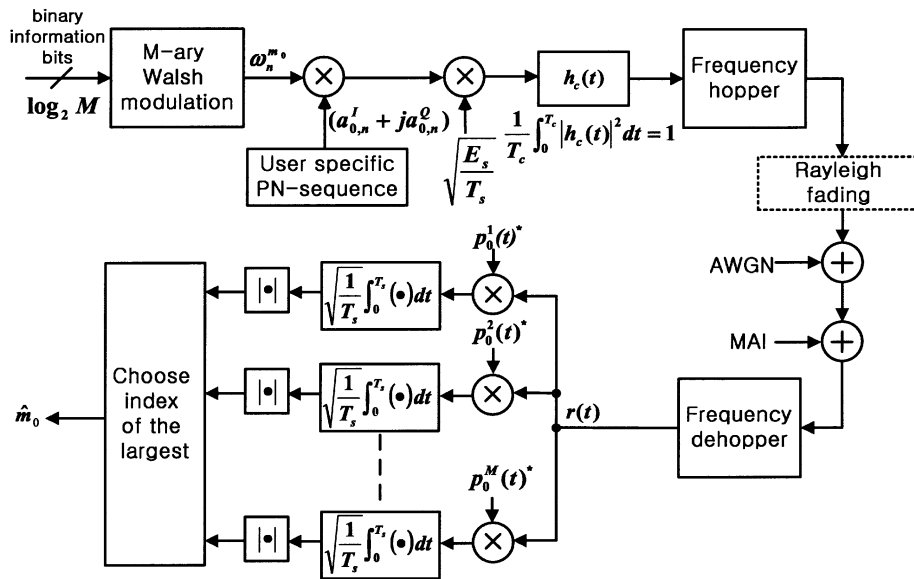 binary
information
bits
log₂ M
M-ary
Walsh
modulation
ω_n^{m_0}
×
(a_{0,n}^I + ja_{0,n}^Q)
User specific
PN-sequence
×
√(E_s/T_s)
h_c(t)
1/T_c ∫_0^{T_c} |h_c(t)|² dt = 1
Frequency
hopper
Rayleigh
fading
AWGN
+
MAI
+
Frequency
dehopper
r(t)
p_0^1(t)*
×
√(1/T_s) ∫_0^{T_s} (•)dt
|•|
p_0^2(t)*
×
√(1/T_s) ∫_0^{T_s} (•)dt
|•|
p_0^M(t)*
×
√(1/T_s) ∫_0^{T_s} (•)dt
|•|
Choose
index
of the
largest
m̂_0